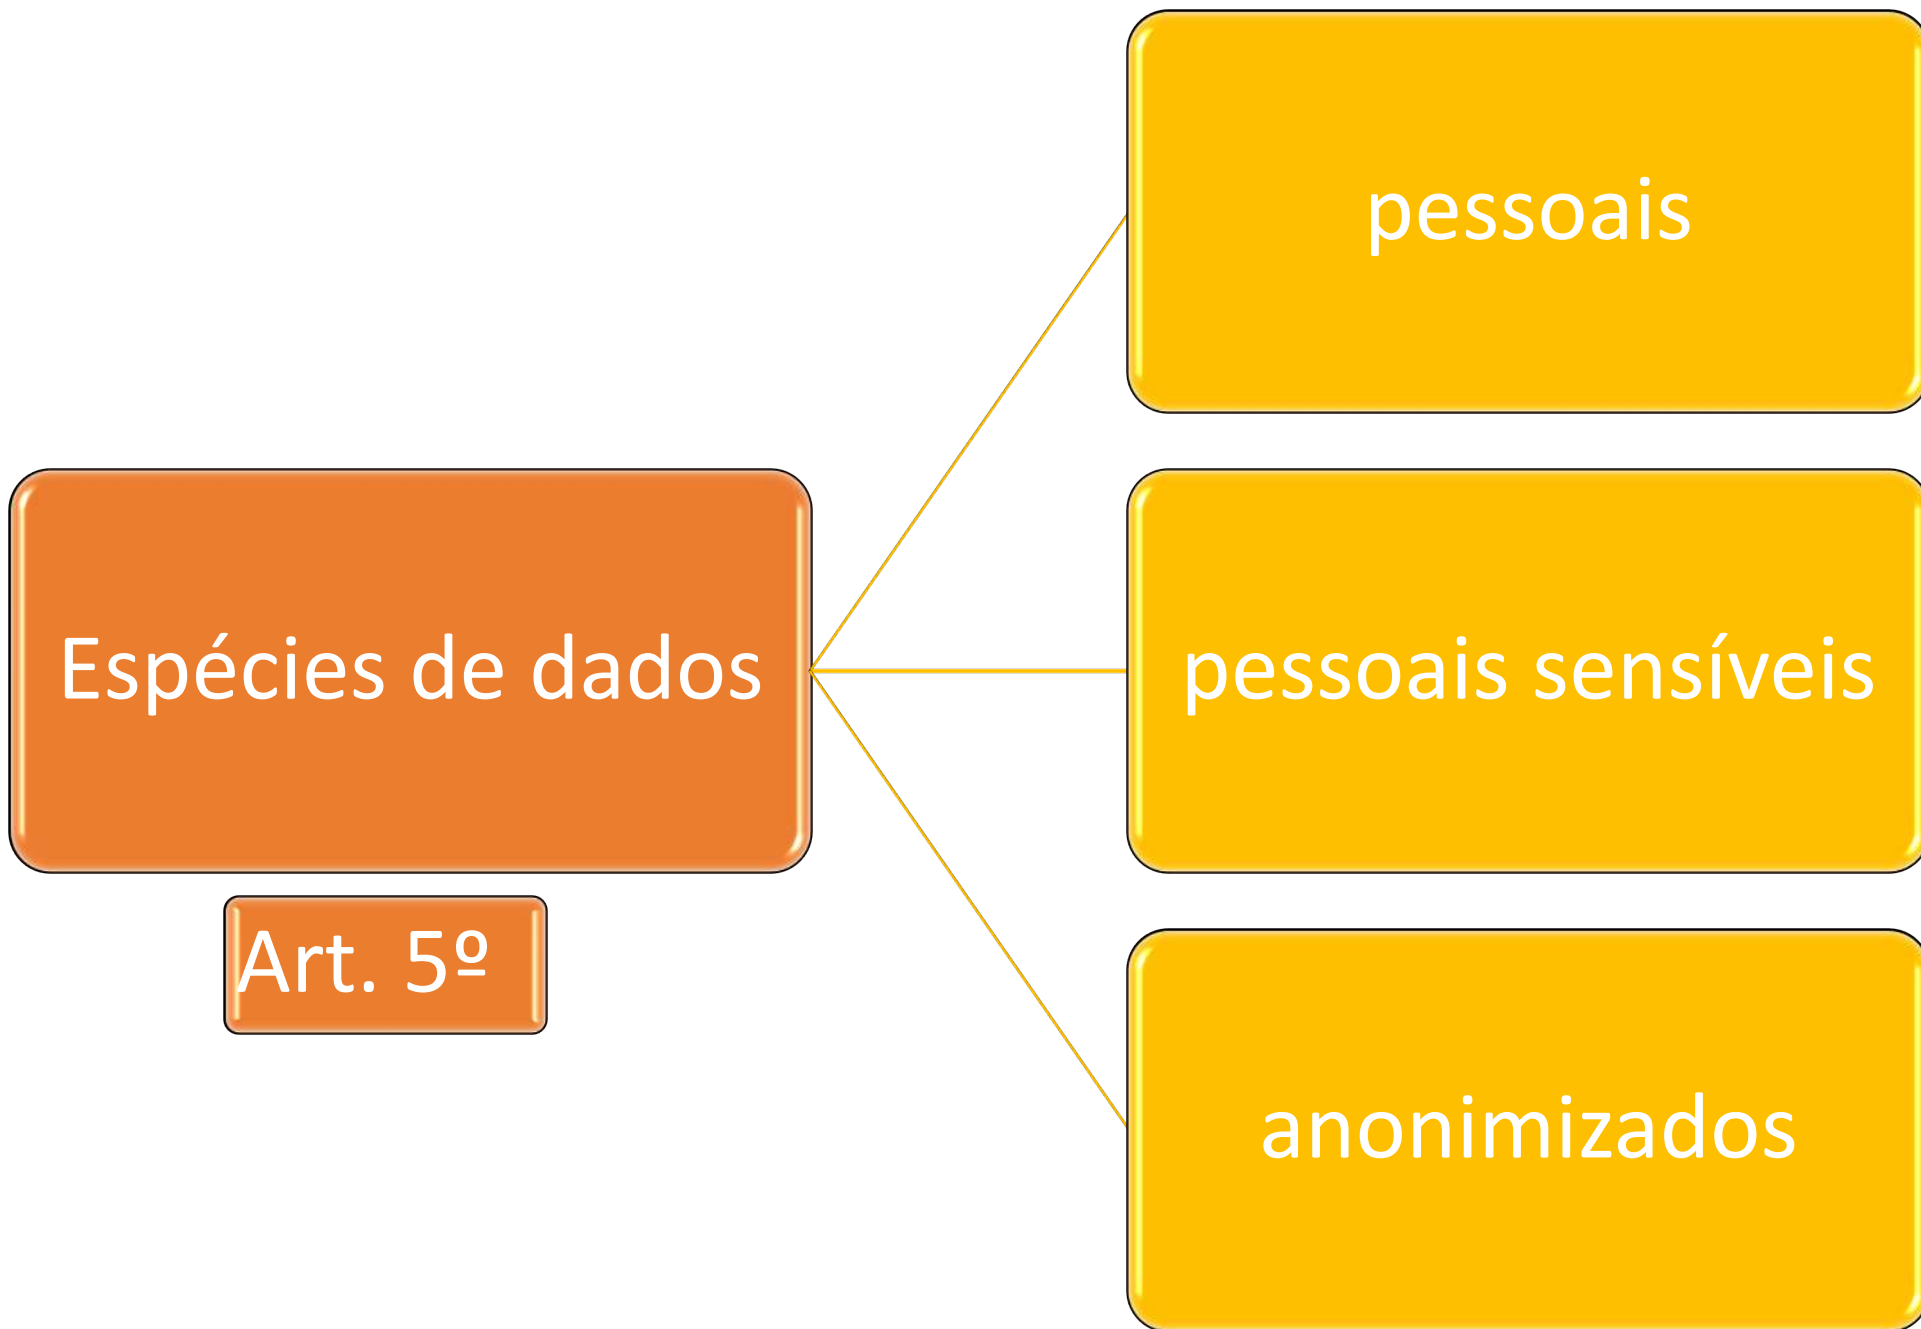 Espécies de dados
Art. 5º
pessoais
pessoais sensíveis
anonimizados